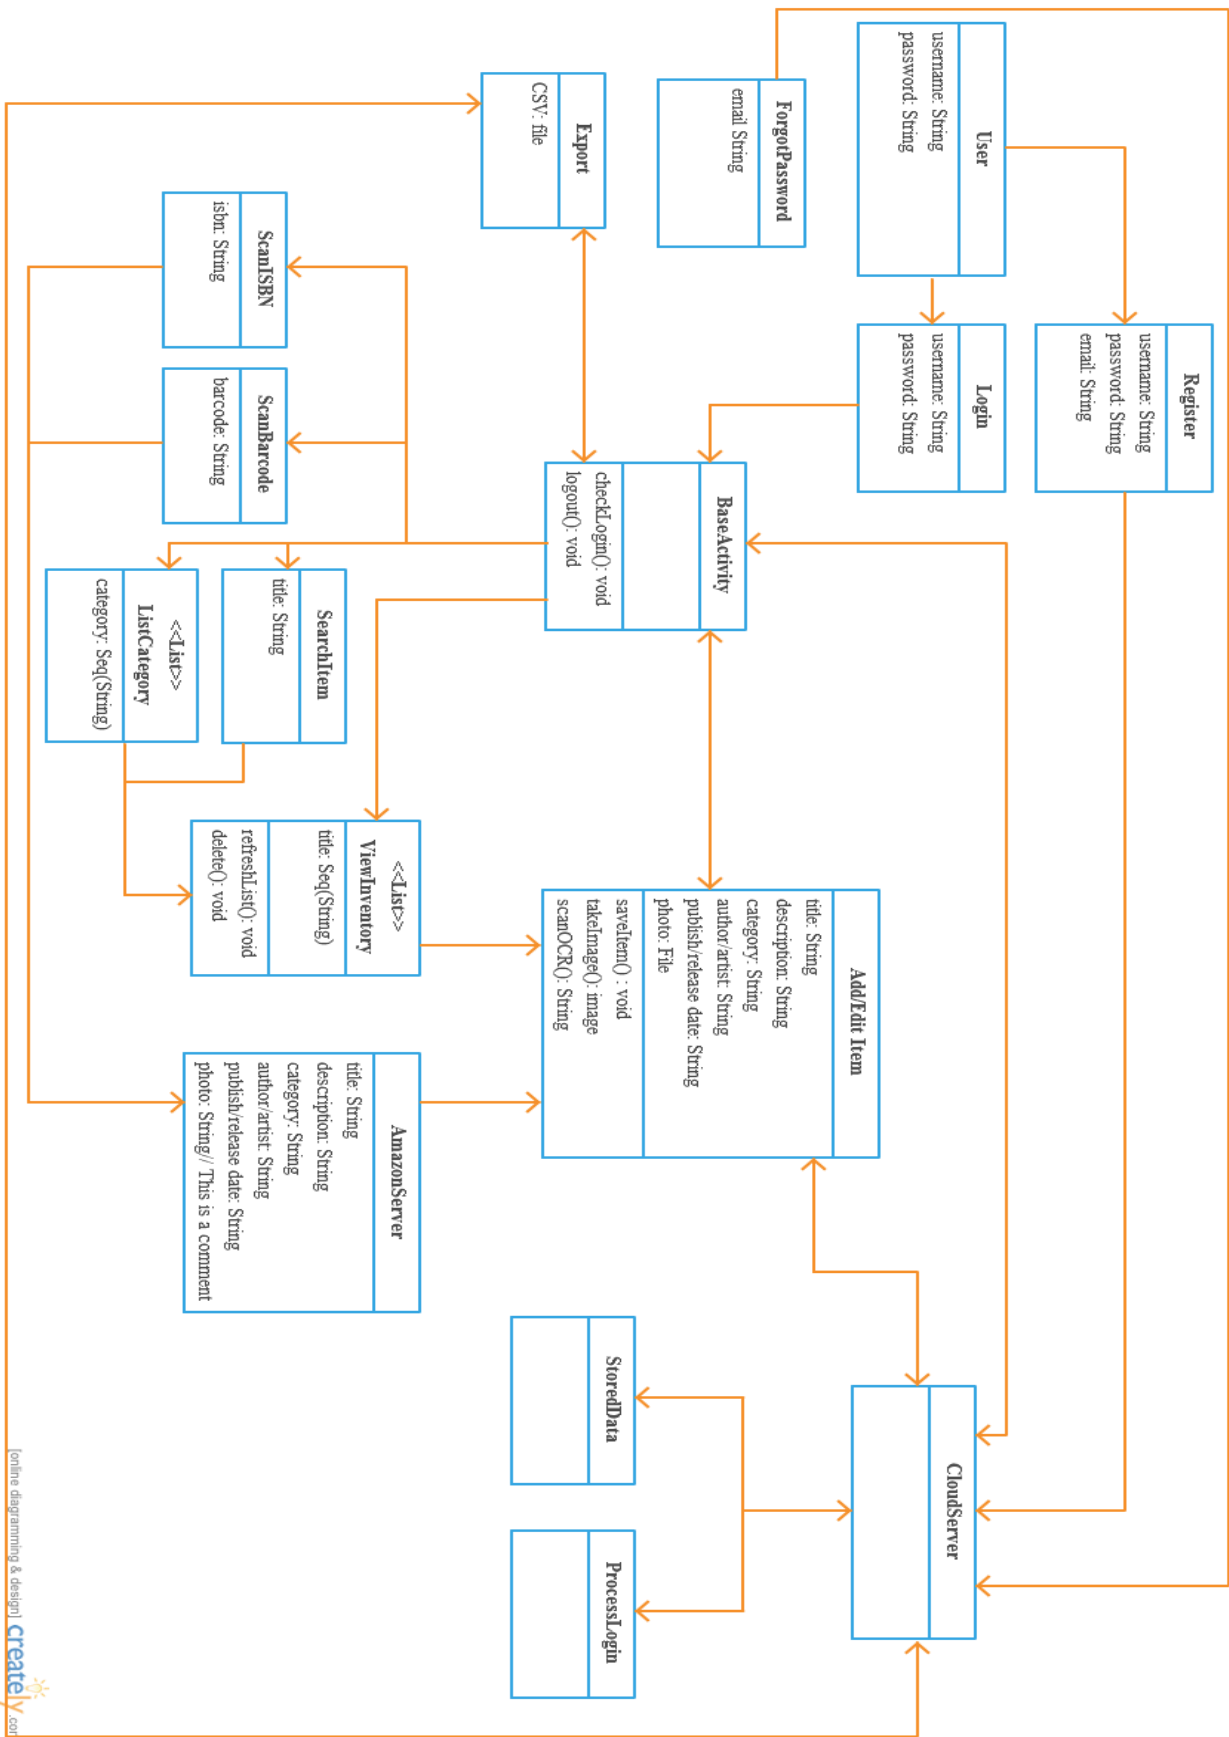 User
username: String
password: String
Register
username: String
password: String
email: String
Login
username: String
password: String
ForgotPassword
email String
Export
CSV: file
BaseActivity
checkLogin(): void
logout(): void
ScanISBN
isbn: String
ScanBarcode
barcode: String
SearchItem
title: String
<<List>>
ListCategory
category: Seq(String)
<<List>>
ViewInventory
title: Seq(String)
refreshList(): void
delete(): void
Add/Edit Item
title: String
description: String
category: String
author/artist: String
publish/release date: String
photo: File
saveItem() : void
takeImage(): image
scanOCR(): String
AmazonServer
title: String
description: String
category: String
author/artist: String
publish/release date: String
photo: String// This is a comment
CloudServer
StoredData
ProcessLogin
[online diagramming & design] creately.com